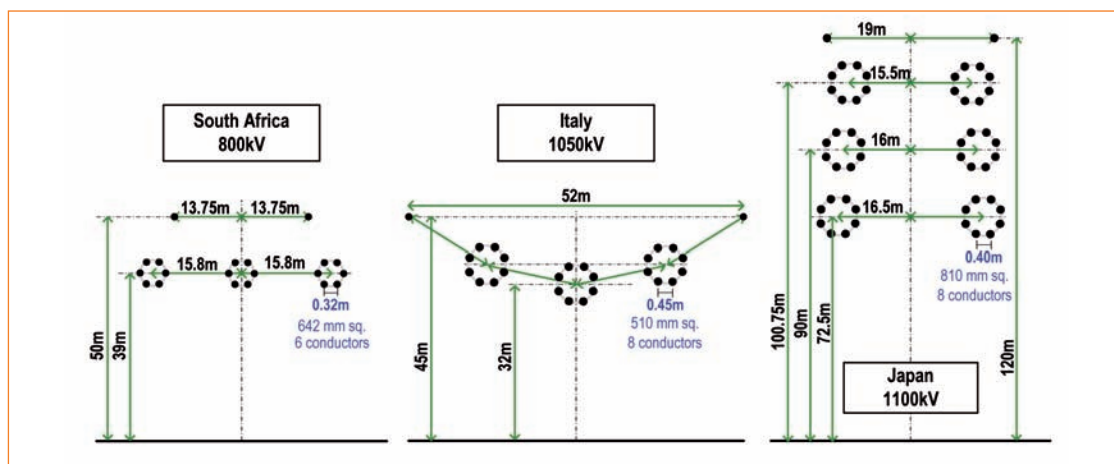 South Africa
800kV
13.75m
13.75m
15.8m
15.8m
0.32m
642 mm sq.
6 conductors
50m
39m
Italy
1050kV
52m
0.45m
510 mm sq.
8 conductors
45m
32m
19m
15.5m
16m
16.5m
0.40m
810 mm sq.
8 conductors
100.75m
90m
72.5m
120m
Japan
1100kV